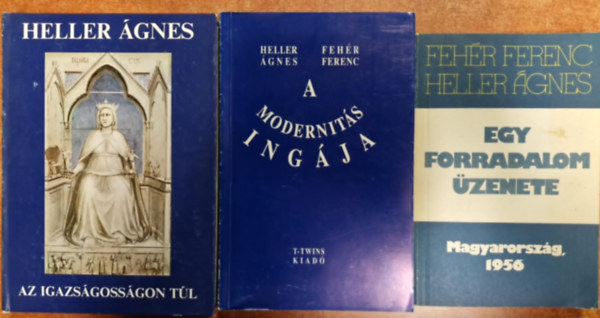 HELLER ÁGNES
AZ IGAZSÁGOSSÁGON TÚL
HELLER FEHÉR
ÁGNES FERENC
A
MODERNITÁS
INGÁJA
T-TWINS
KIADÓ
FEHÉR FERENC
HELLER ÁGNES
EGY
FORRADALOM
ÜZENETE
Magyarország,
1956